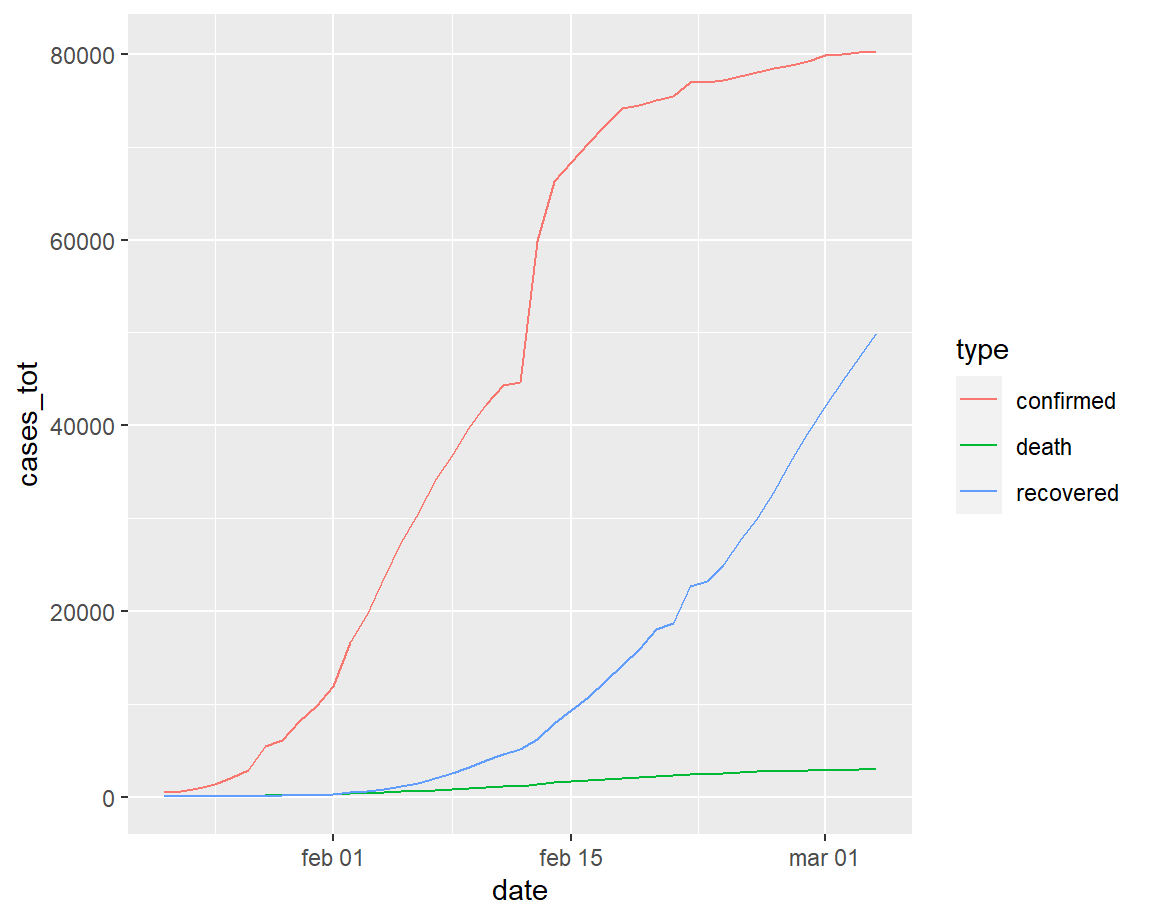 80000
60000
40000
20000
0
cases_tot
feb 01
feb 15
mar 01
date
type
confirmed
death
recovered